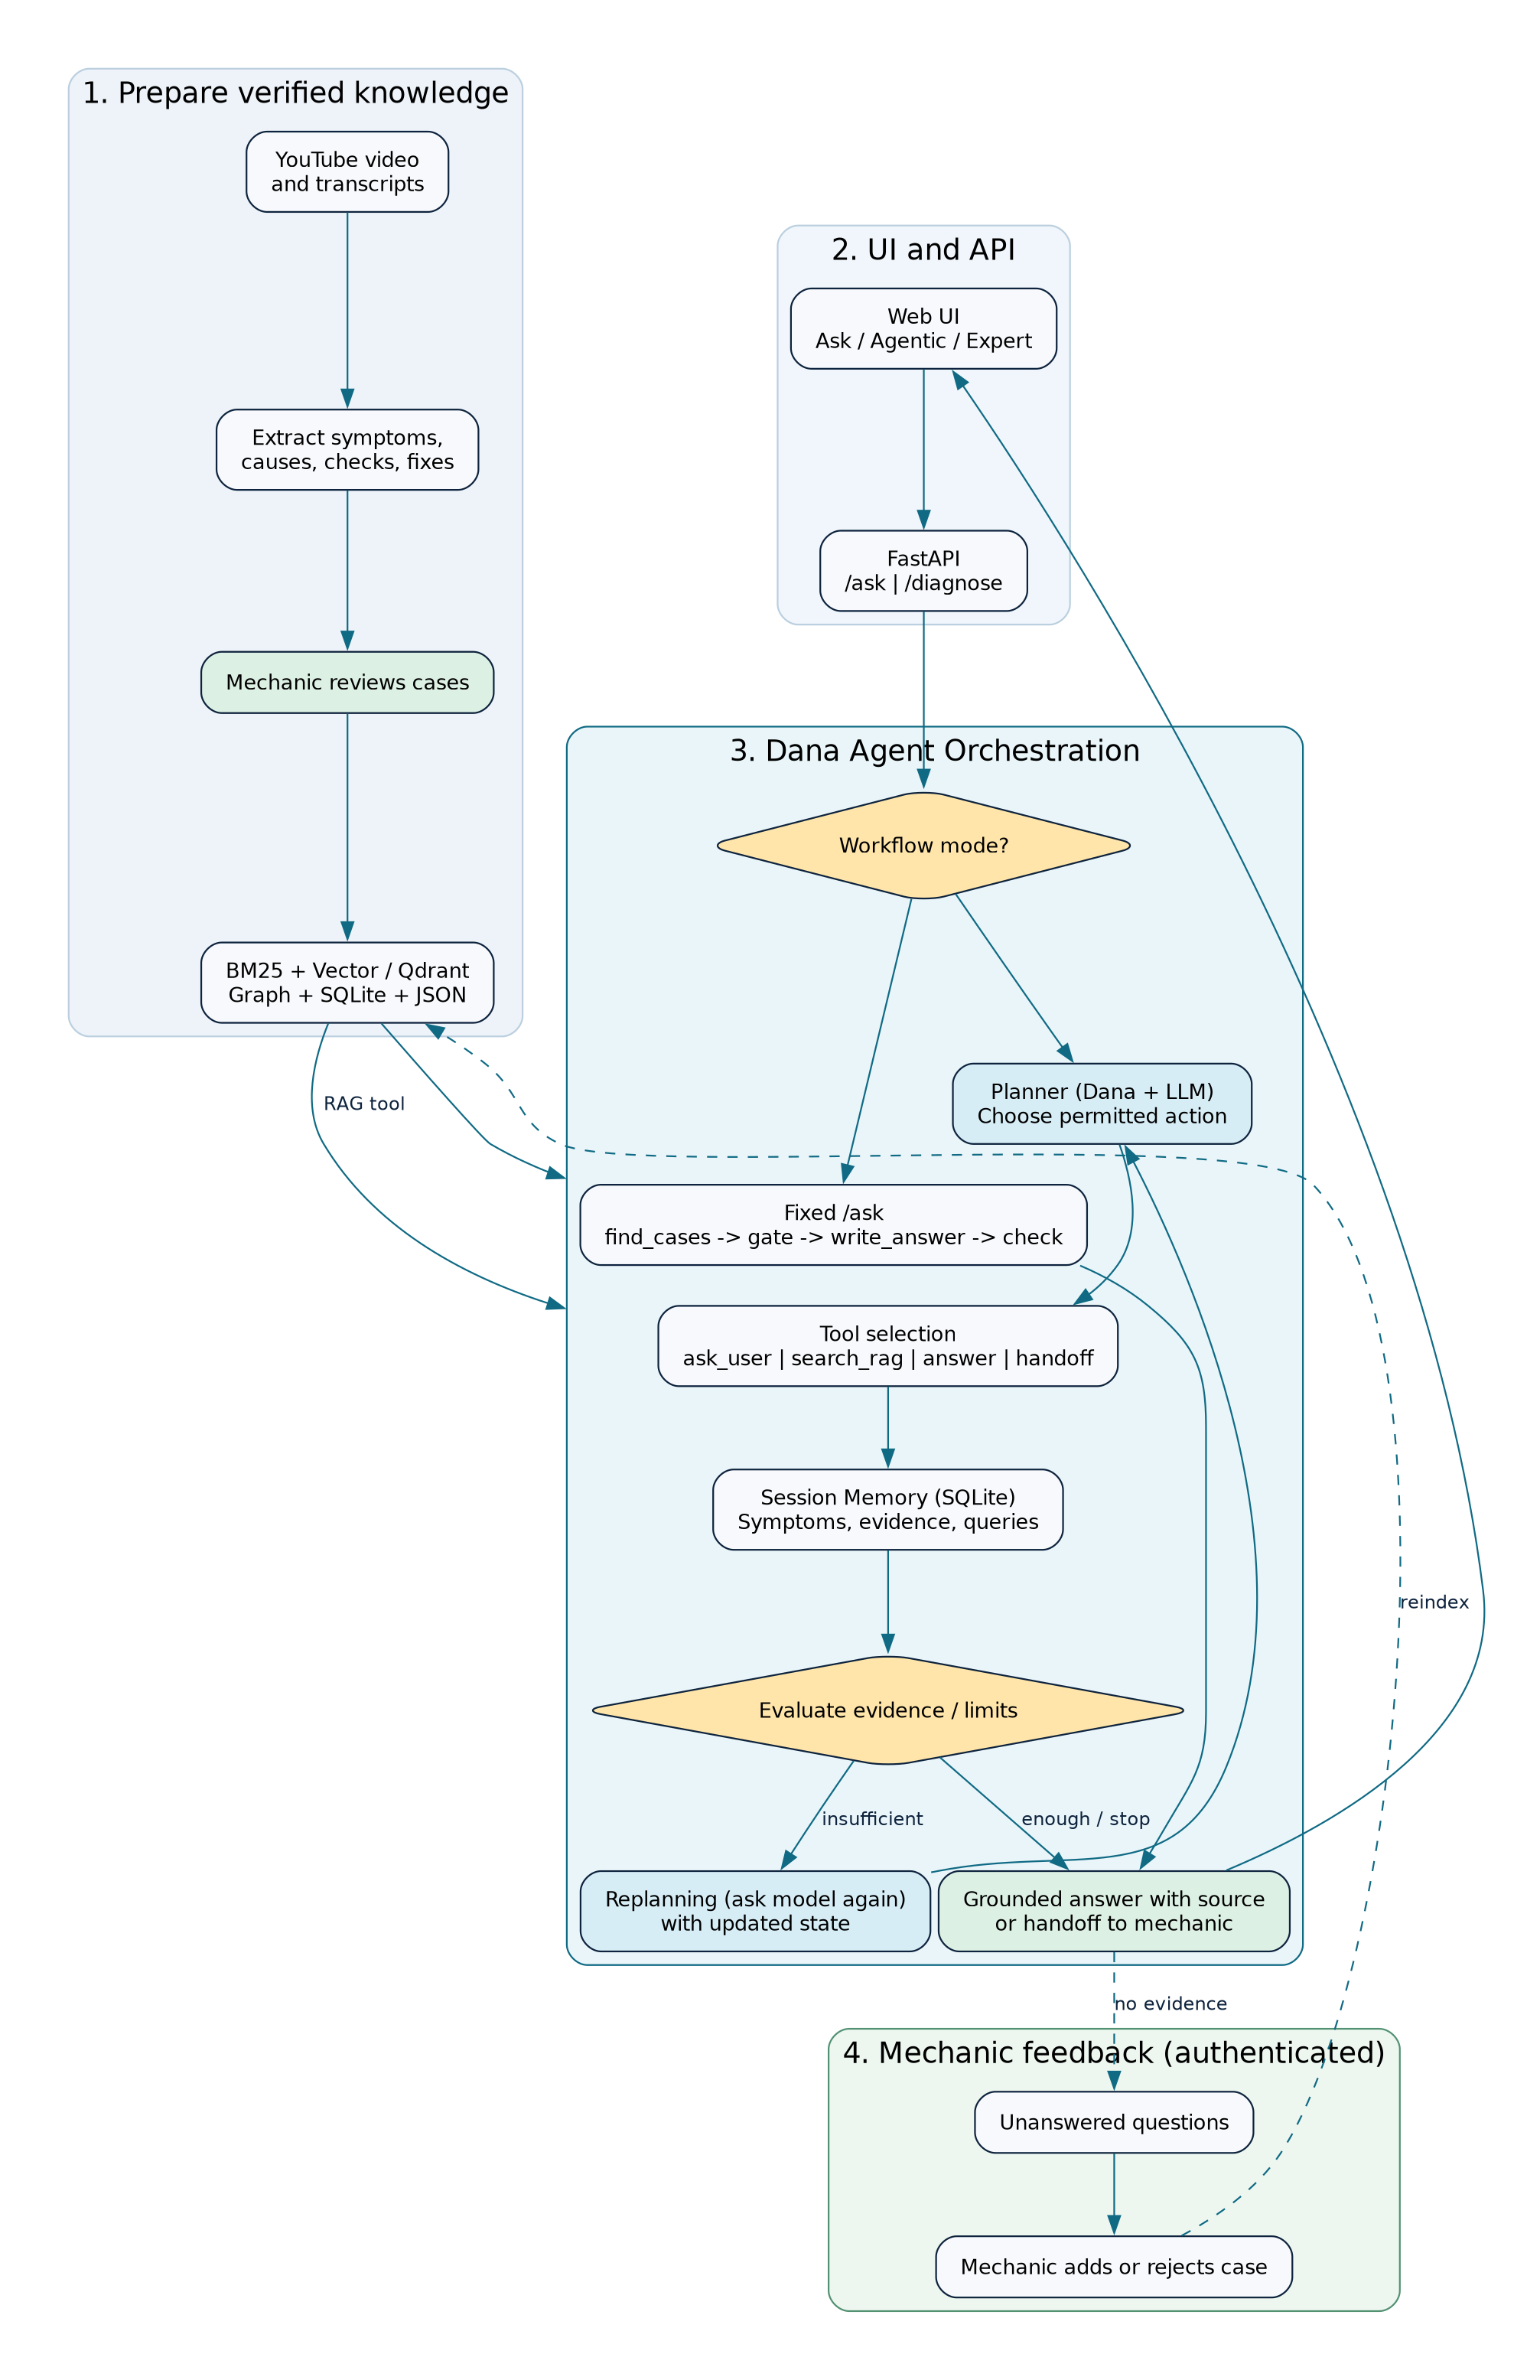 1. Prepare verified knowledge
YouTube video
and transcripts
Extract symptoms,
causes, checks, fixes
Mechanic reviews cases
BM25 + Vector / Qdrant
Graph + SQLite + JSON
RAG tool
2. UI and API
Web UI
Ask / Agentic / Expert
FastAPI
/ask | /diagnose
3. Dana Agent Orchestration
Workflow mode?
Planner (Dana + LLM)
Choose permitted action
Fixed /ask
find_cases -> gate -> write_answer -> check
Tool selection
ask_user | search_rag | answer | handoff
Session Memory (SQLite)
Symptoms, evidence, queries
Evaluate evidence / limits
insufficient
enough / stop
Replanning (ask model again)
with updated state
Grounded answer with source
or handoff to mechanic
reindex
no evidence
4. Mechanic feedback (authenticated)
Unanswered questions
Mechanic adds or rejects case